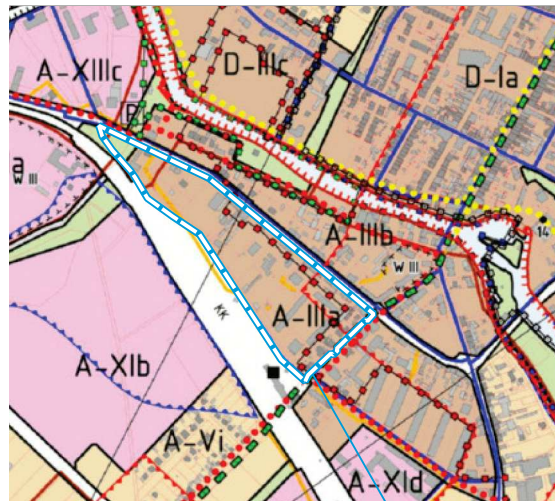 A-XIIIc
D-IIIc
D-Ia
P
a
W III
A-IIIb
14
W III
KK
A-IIIa
A-XIb
A-Vi
A-XId